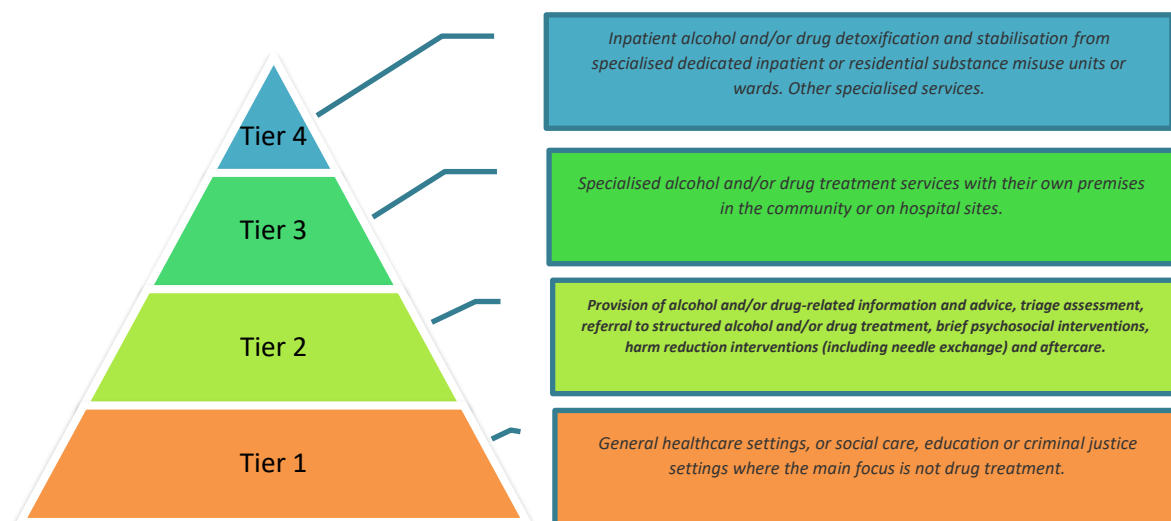 Tier 4
Inpatient alcohol and/or drug detoxification and stabilisation from
specialised dedicated inpatient or residential substance misuse units or
wards. Other specialised services.
Tier 3
Specialised alcohol and/or drug treatment services with their own premises
in the community or on hospital sites.
Tier 2
Provision of alcohol and/or drug-related information and advice, triage assessment,
referral to structured alcohol and/or drug treatment, brief psychosocial interventions,
harm reduction interventions (including needle exchange) and aftercare.
Tier 1
General healthcare settings, or social care, education or criminal justice
settings where the main focus is not drug treatment.